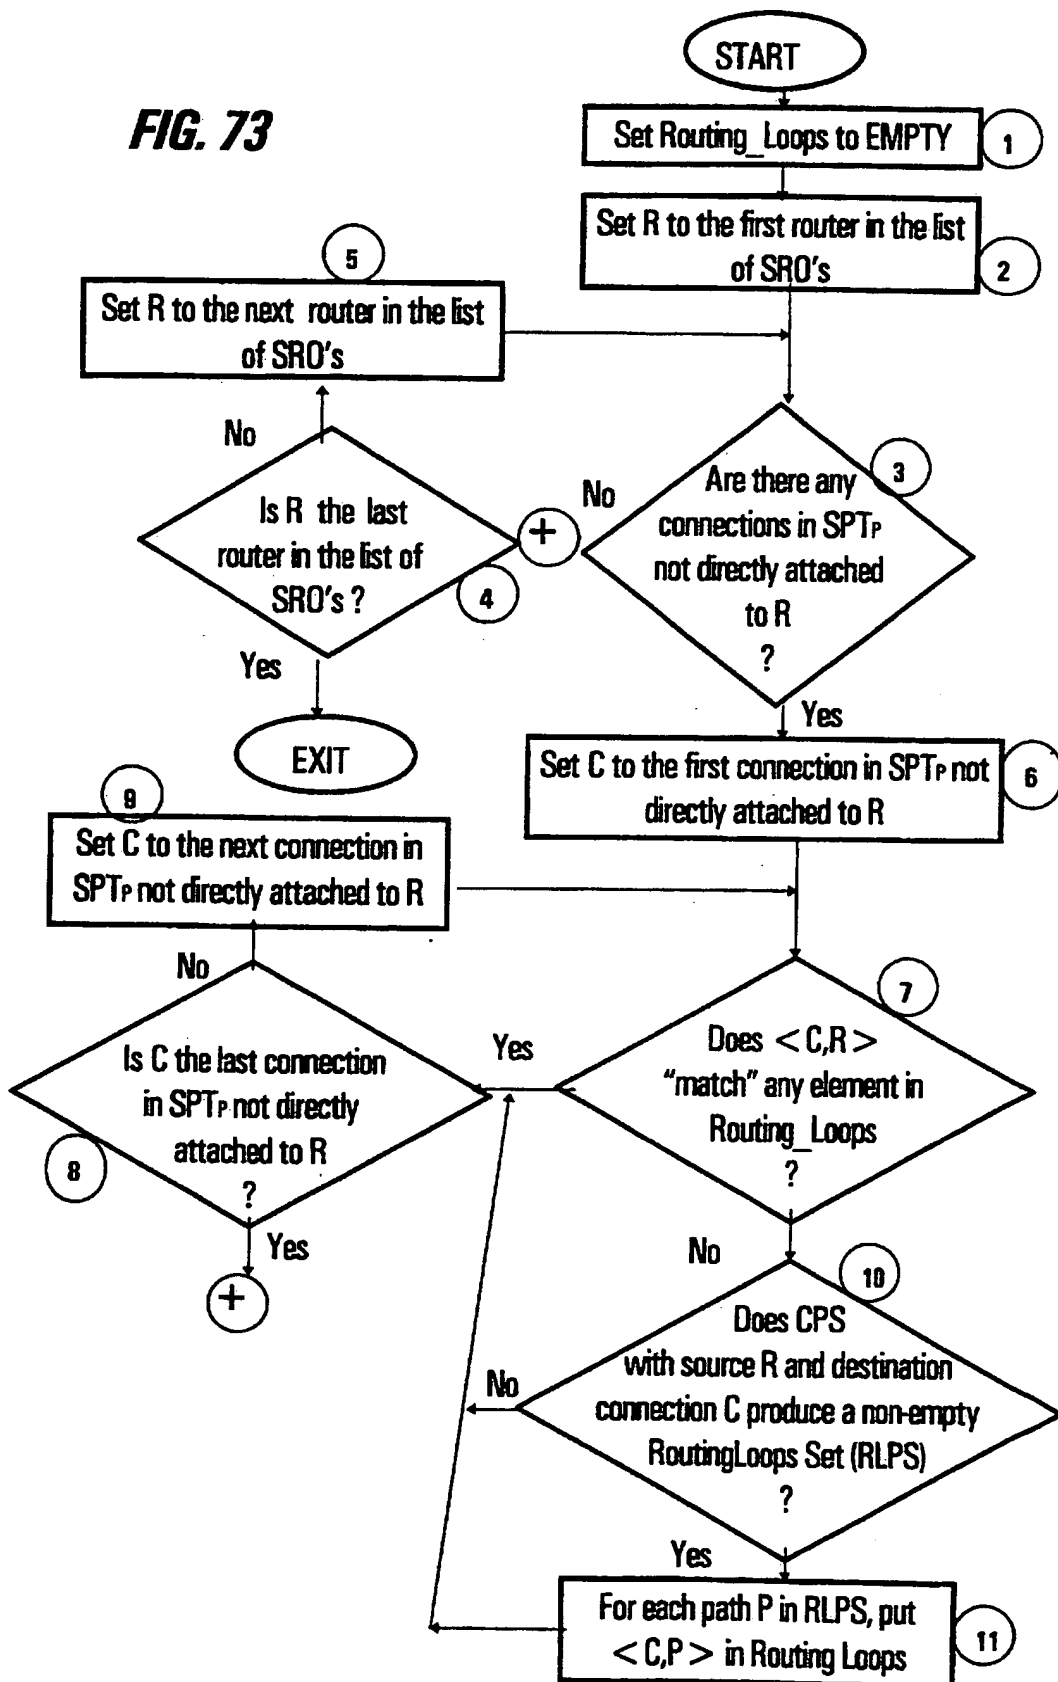 START
FIG. 73
Set Routing_Loops to EMPTY
1
Set R to the first router in the list
of SRO's
2
5
Set R to the next router in the list
of SRO's
No
Is R the last
router in the list of
SRO's ?
4
+
Yes
EXIT
3
No
Are there any
connections in SPTP
not directly attached
to R
?
Yes
Set C to the first connection in SPTP not
directly attached to R
6
9
Set C to the next connection in
SPTP not directly attached to R
No
Is C the last connection
in SPTP not directly
attached to R
?
8
Yes
+
7
Yes
Does <C,R>
"match" any element in
Routing_Loops
?
No
10
Does CPS
with source R and destination
connection C produce a non-empty
RoutingLoops Set (RLPS)
?
No
Yes
For each path P in RLPS, put
<C,P> in Routing Loops
11